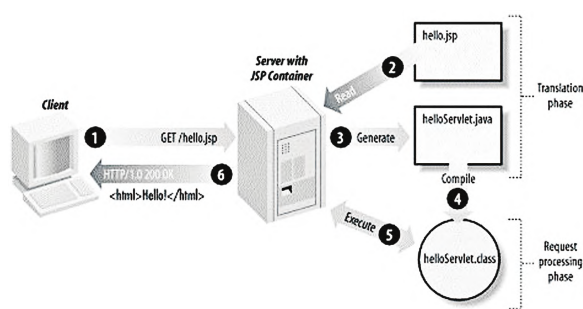 Client
Server with
JSP Container
hello.jsp
2
Read
Translation
phase
1
GET /hello.jsp
3
Generate
helloServlet.java
HTTP/1.0 200 OK
6
<html>Hello!</html>
Compile
4
Execute
5
helloServlet.class
Request
processing
phase